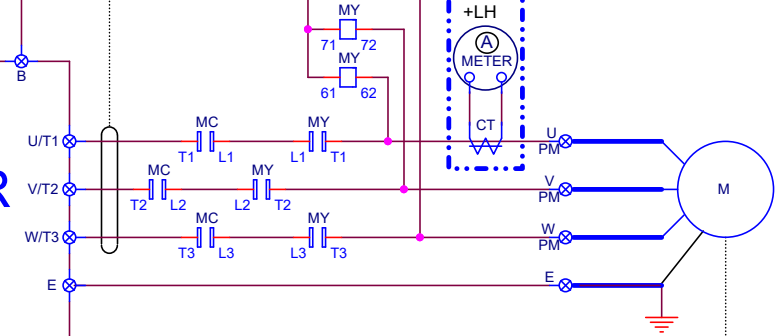 +LH
MY
71 72
A
METER
B
MY
61 62
CT
U/T1
MC
T1 L1
MY
L1 T1
U
PM
V/T2
MC
T2 L2
MY
L2 T2
V
PM
M
R
W/T3
MC
T3 L3
MY
L3 T3
W
PM
E
E